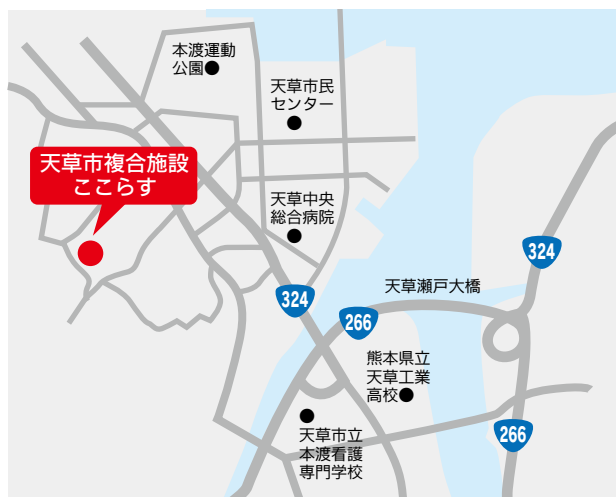 本渡運動
公園
天草市民
センター
天草市複合施設
ここらす
天草中央
総合病院
324
天草瀬戸大橋
324
266
熊本県立
天草工業
高校
天草市立
本渡看護
専門学校
266